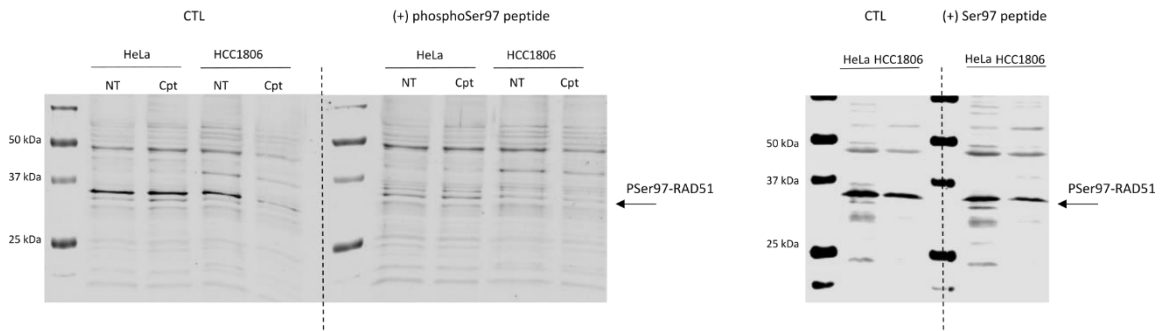 CTL
(+) phosphoSer97 peptide
HeLa
HCC1806
HeLa
HCC1806
NT
Cpt
NT
Cpt
NT
Cpt
NT
Cpt
50 kDa
37 kDa
25 kDa
PSer97-RAD51
CTL
(+) Ser97 peptide
HeLa HCC1806
HeLa HCC1806
50 kDa
37 kDa
25 kDa
PSer97-RAD51